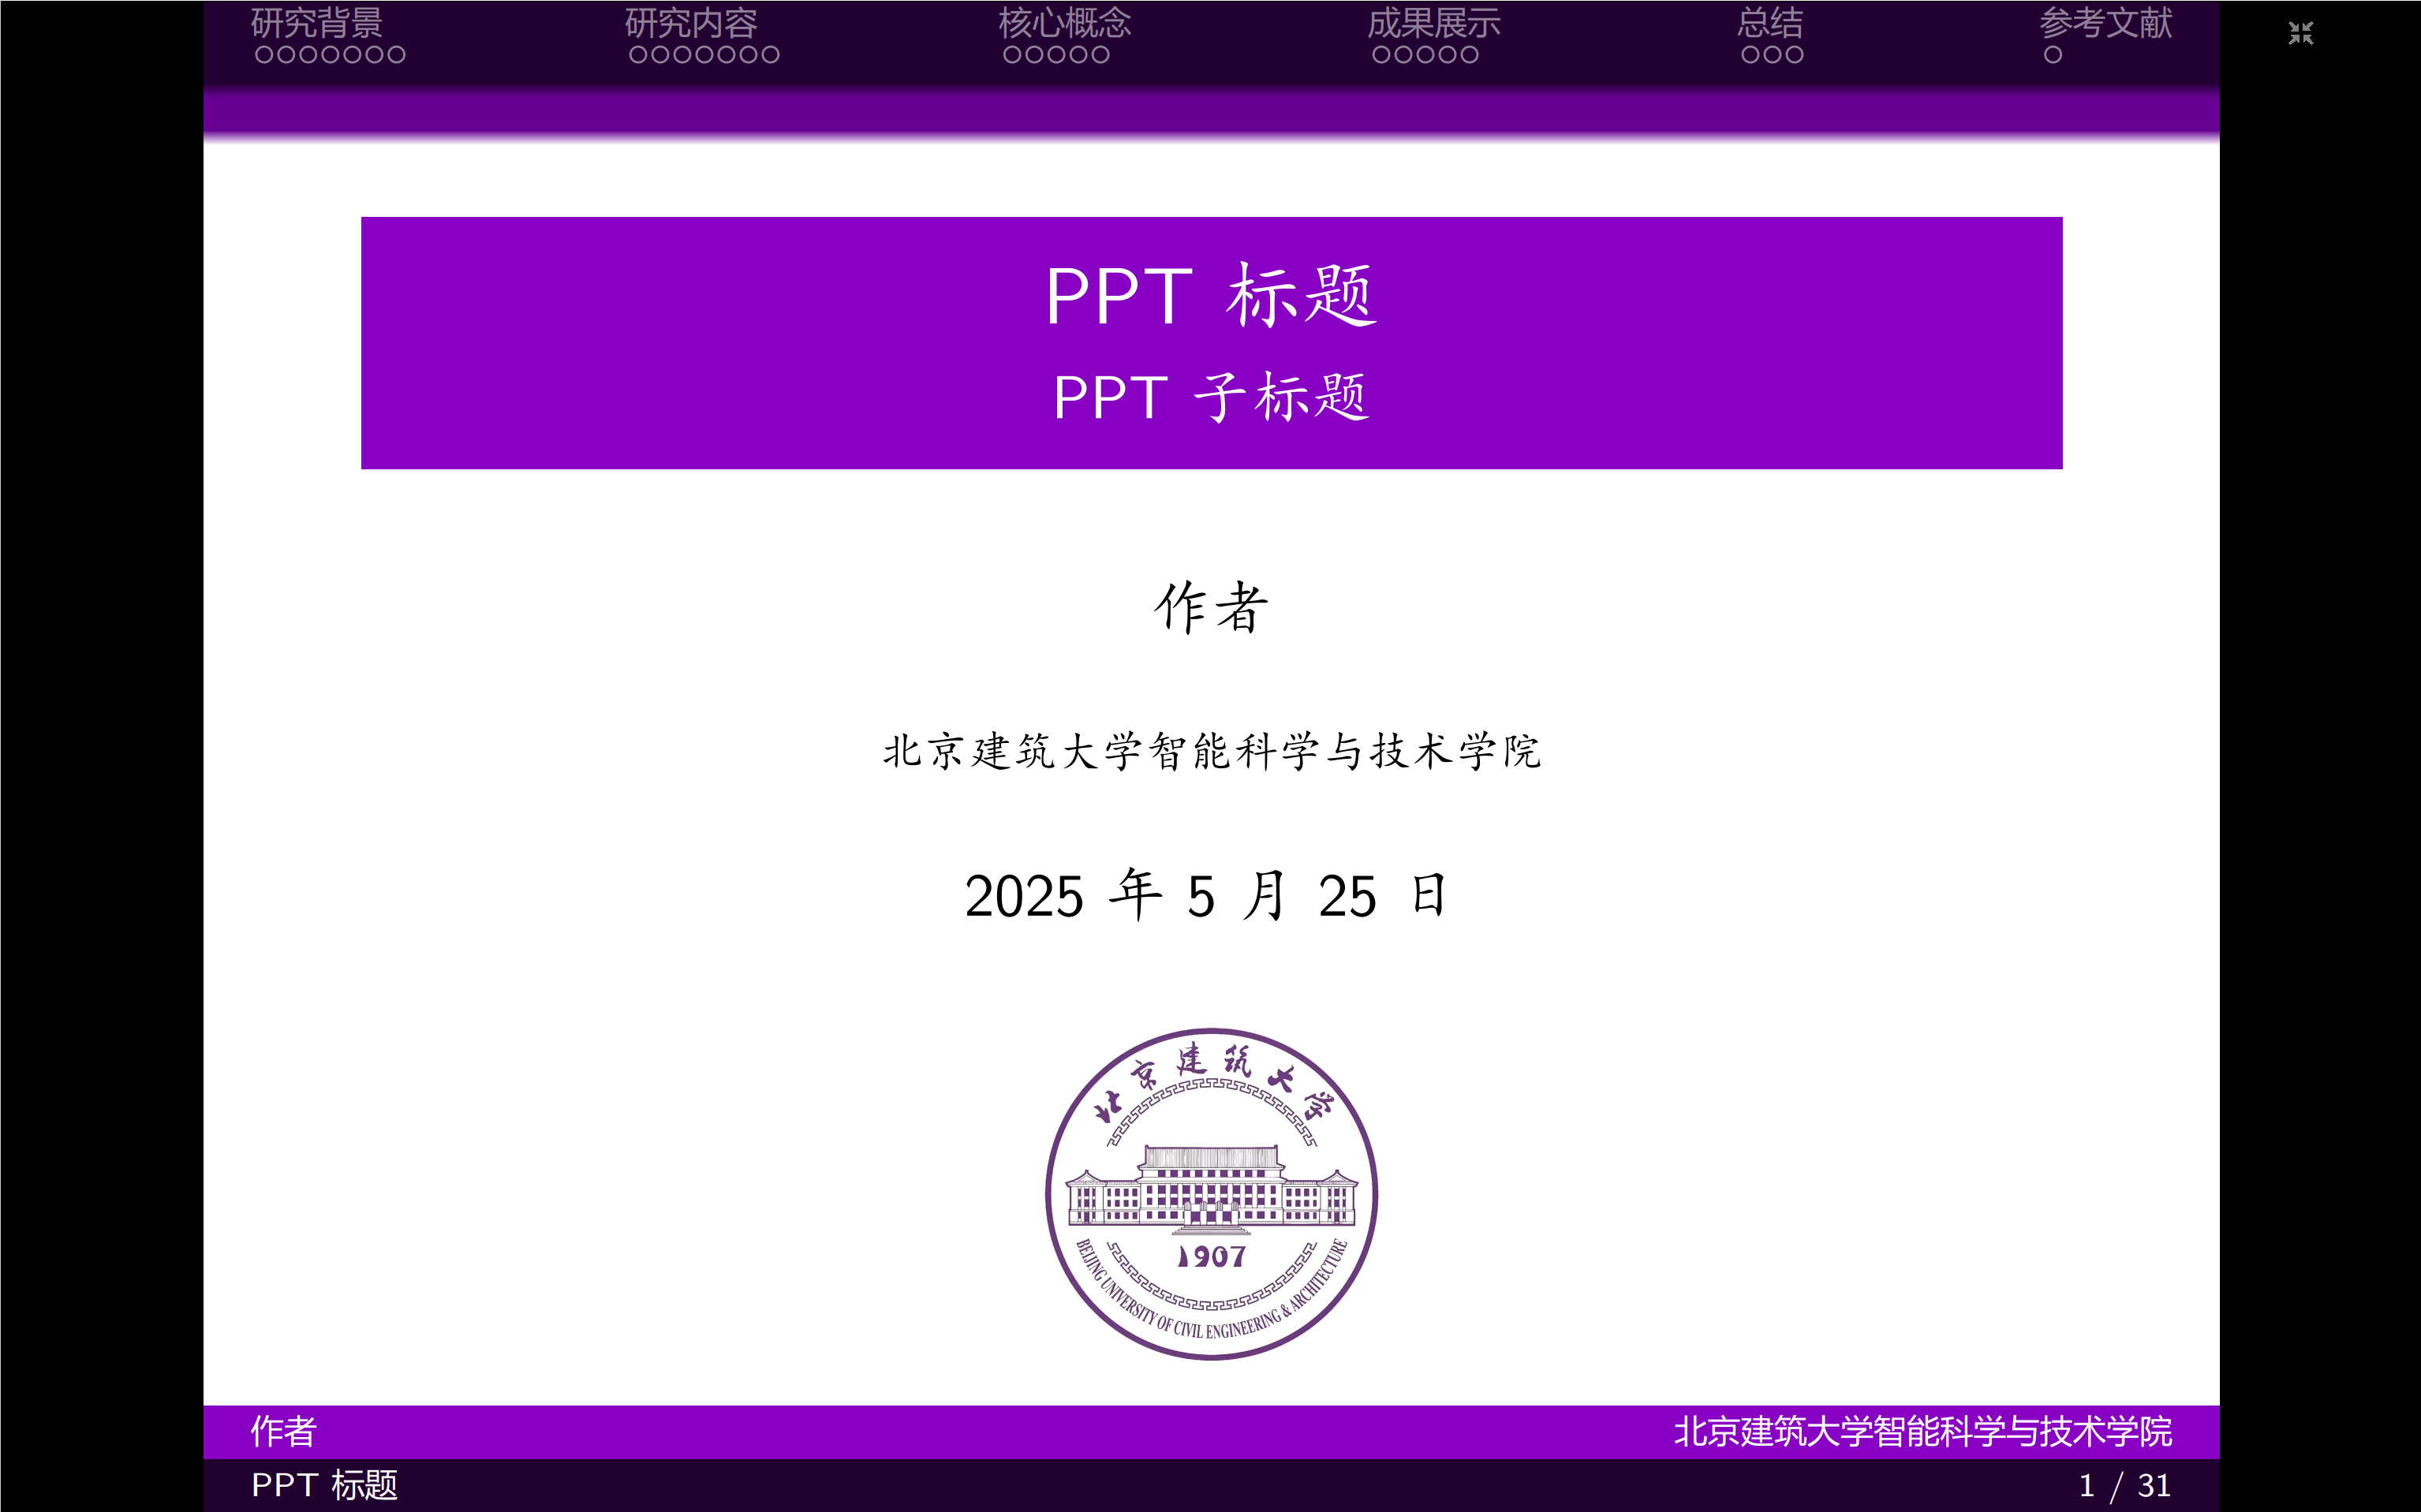 研究背景 研究内容 核心概念 成果展示 总结 参考文献
PPT 标题
PPT 子标题
作者
北京建筑大学智能科学与技术学院
2025 年 5 月 25 日
北京建筑大学
1907
BEIJING UNIVERSITY OF CIVIL ENGINEERING & ARCHITECTURE
作者 北京建筑大学智能科学与技术学院
PPT 标题 1 / 31